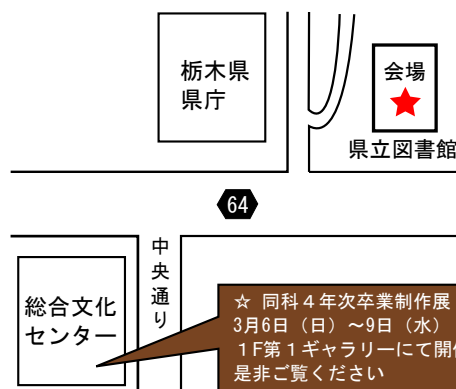 栃木県
県庁
会場
県立図書館
64
中央通り
総合文化
センター
☆ 同科４年次卒業制作展
3月6日（日）～9日（水）
１F第１ギャラリーにて開催
是非ご覧ください